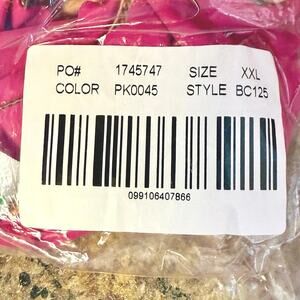 PO# 1745747 SIZE XXL
COLOR PK0045 STYLE BC125
099106407866